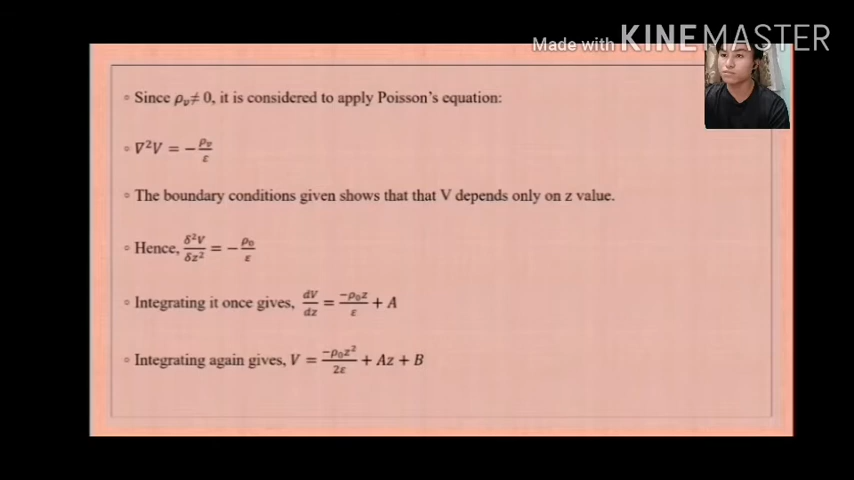 Made with KINEMASTER
◦ Since ρᵥ≠ 0, it is considered to apply Poisson's equation:
◦ ∇²V = −ρᵥ/ε
◦ The boundary conditions given shows that that V depends only on z value.
◦ Hence, δ²V/δz² = −ρ₀/ε
◦ Integrating it once gives, dV/dz = −ρ₀z/ε + A
◦ Integrating again gives, V = −ρ₀z²/2ε + Az + B